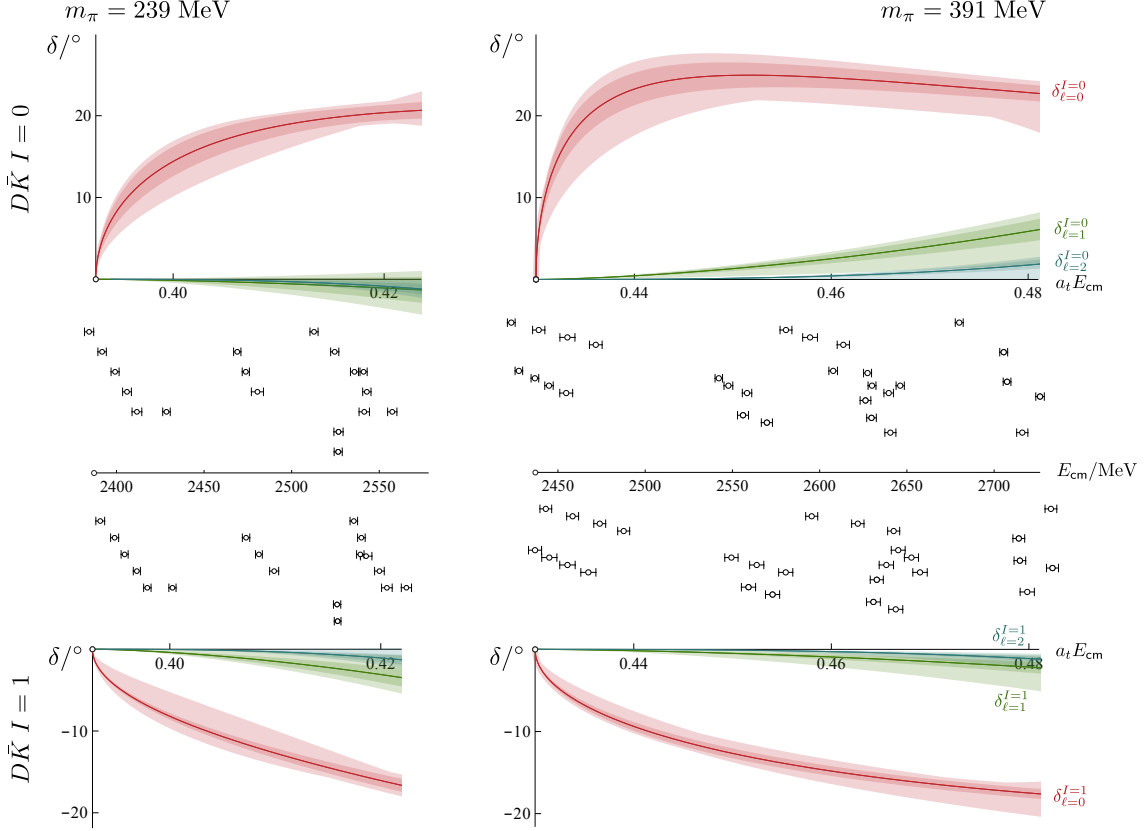 m_π = 239 MeV
m_π = 391 MeV
DK̄ I = 0
δ/°
20
10
0.40
0.42
δ/°
20
10
0.44
0.46
0.48
δ^{I=0}_{ℓ=0}
δ^{I=0}_{ℓ=1}
δ^{I=0}_{ℓ=2}
a_t E_cm
2400
2450
2500
2550
2450
2500
2550
2600
2650
2700
E_cm/MeV
DK̄ I = 1
δ/°
0.40
0.42
−10
−20
δ/°
0.44
0.46
0.48
−10
−20
δ^{I=1}_{ℓ=2}
a_t E_cm
δ^{I=1}_{ℓ=1}
δ^{I=1}_{ℓ=0}